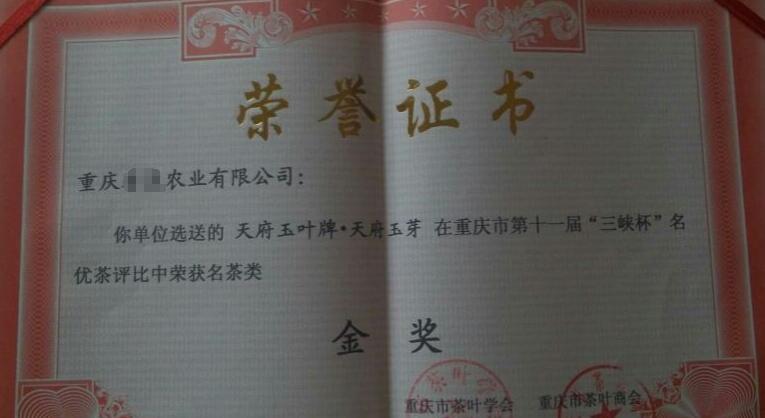 荣誉证书
重庆 农业有限公司：
你单位选送的 天府玉叶牌·天府玉芽 在重庆市第十一届“三峡杯”名
优茶评比中荣获名茶类
金奖
茶叶学
重庆市茶叶学会 重庆市茶叶商会